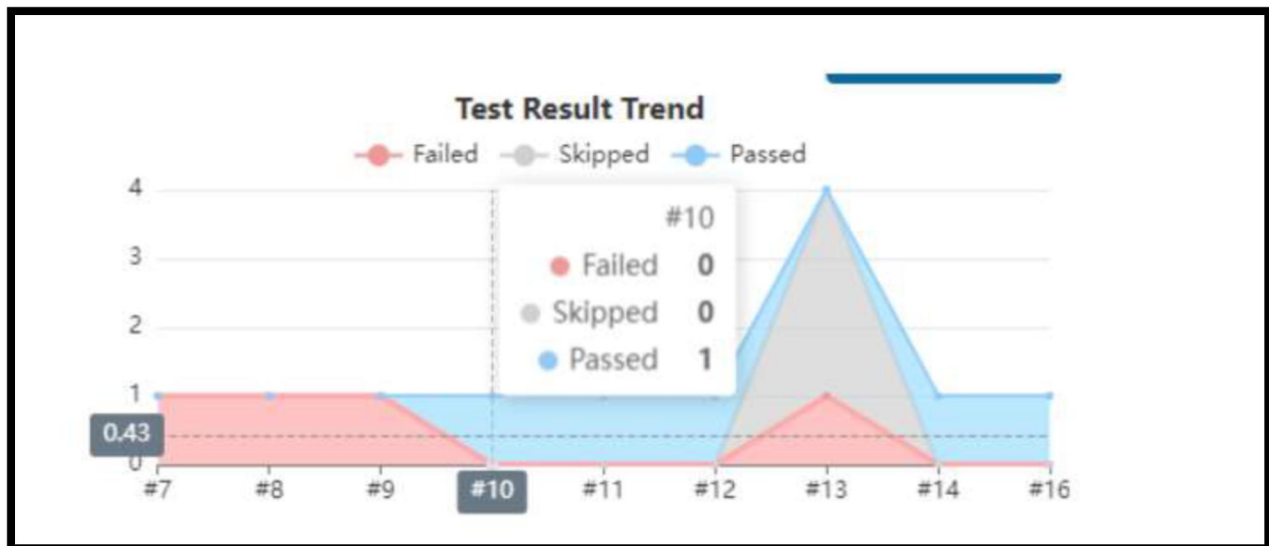 Test Result Trend
Failed Skipped Passed
4
#10
3
Failed 0
Skipped 0
2
Passed 1
1
0.43
0
#7 #8 #9 #10 #11 #12 #13 #14 #16